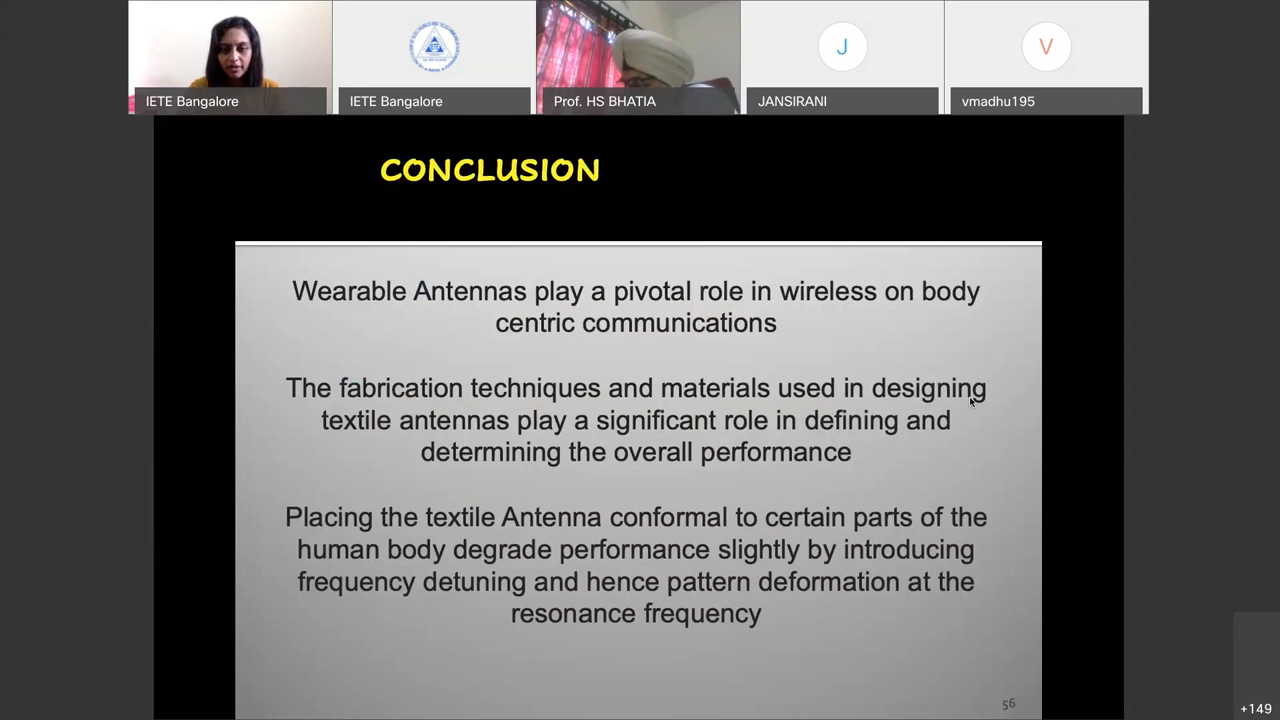 IETE Bangalore
IETE Bangalore
Prof. HS BHATIA
J
JANSIRANI
V
vmadhu195
CONCLUSION
Wearable Antennas play a pivotal role in wireless on body
centric communications
The fabrication techniques and materials used in designing
textile antennas play a significant role in defining and
determining the overall performance
Placing the textile Antenna conformal to certain parts of the
human body degrade performance slightly by introducing
frequency detuning and hence pattern deformation at the
resonance frequency
56
+149